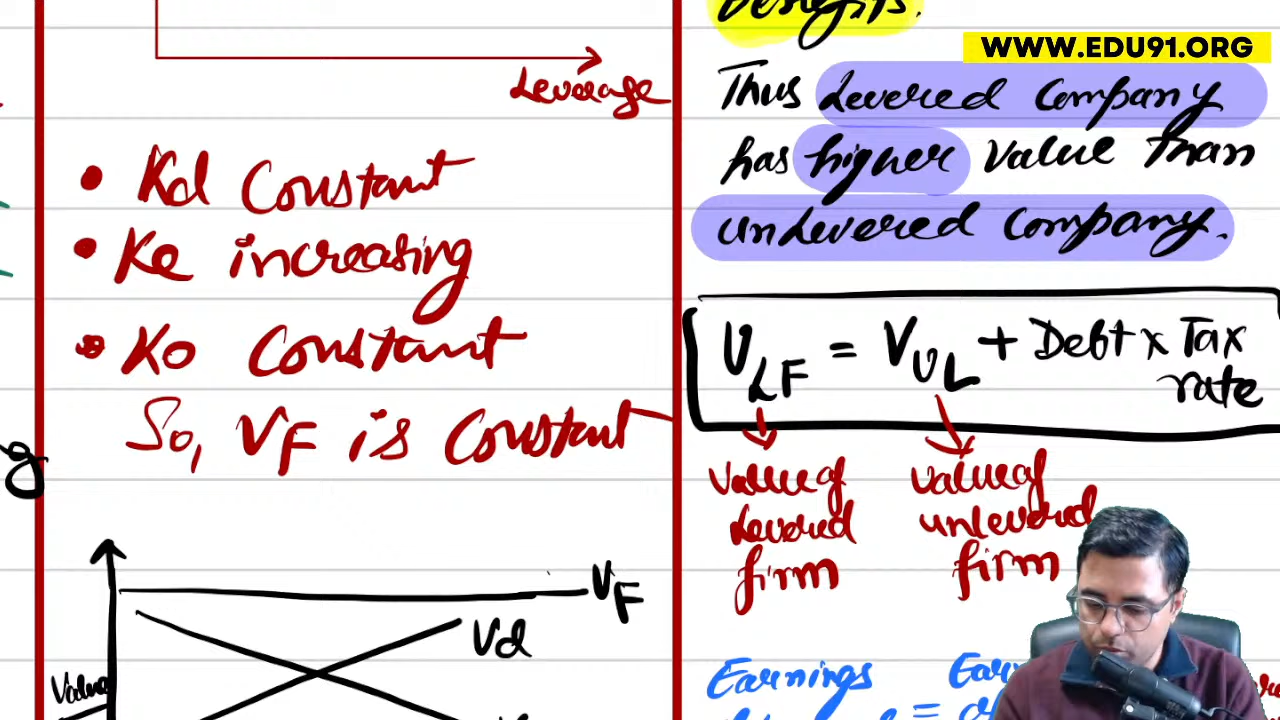 Leverage
• Kd Constant
• Ke increasing
• Ko Constant
So, VF is Constant
VF
Vd
Value
Benefits.
WWW.EDU91.ORG
Thus Levered Company
has higher Value Than
unLevered Company.
VLF = VUL + Debt x Tax
rate
Value of
Levered
firm
Value of
unlevered
firm
Earnings
=